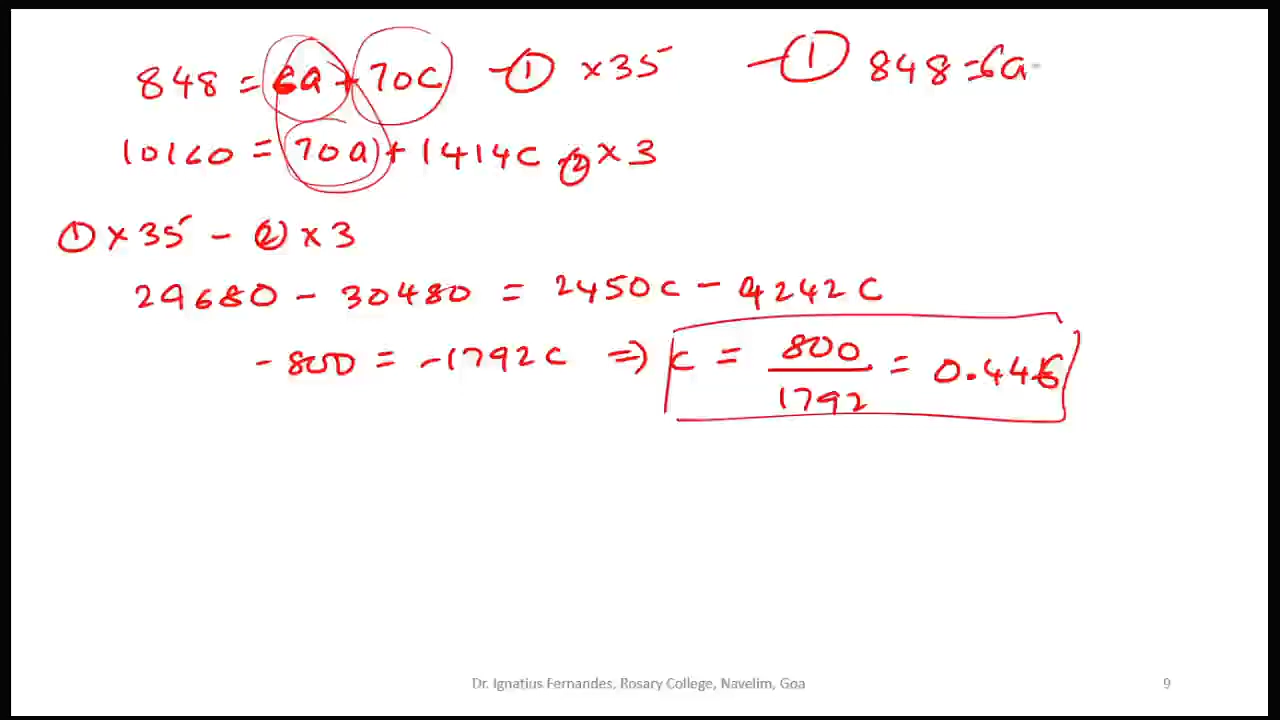 848 = 6a + 70c - ① × 35 - ① 848 = 6a
10160 = 70a + 1414c ② × 3
① × 35 - ② × 3
29680 - 30480 = 2450c - 4242c
-800 = -1792c ⇒ c = 800/1792 = 0.446
Dr. Ignatius Fernandes, Rosary College, Navelim, Goa
9